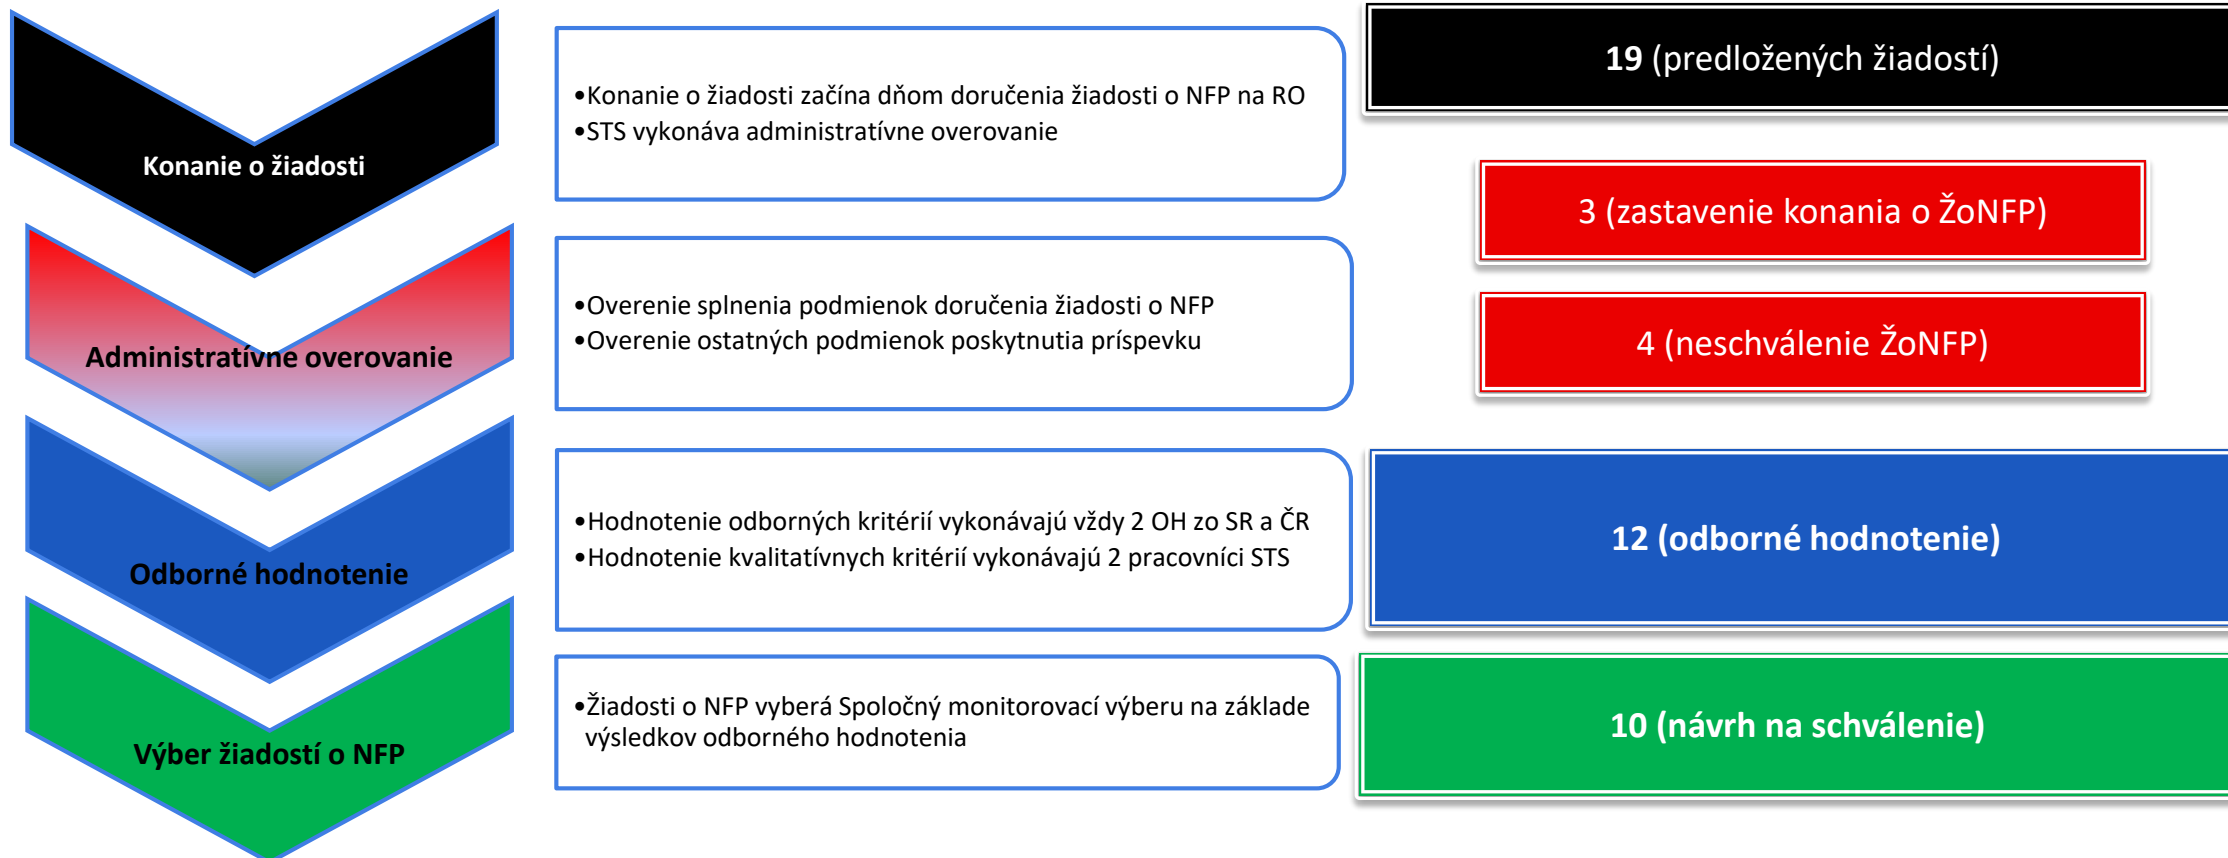 Konanie o žiadosti
•Konanie o žiadosti začína dňom doručenia žiadosti o NFP na RO
•STS vykonáva administratívne overovanie
19 (predložených žiadostí)
3 (zastavenie konania o ŽoNFP)
Administratívne overovanie
•Overenie splnenia podmienok doručenia žiadosti o NFP
•Overenie ostatných podmienok poskytnutia príspevku
4 (neschválenie ŽoNFP)
Odborné hodnotenie
•Hodnotenie odborných kritérií vykonávajú vždy 2 OH zo SR a ČR
•Hodnotenie kvalitatívnych kritérií vykonávajú 2 pracovníci STS
12 (odborné hodnotenie)
Výber žiadostí o NFP
•Žiadosti o NFP vyberá Spoločný monitorovací výberu na základe
výsledkov odborného hodnotenia
10 (návrh na schválenie)